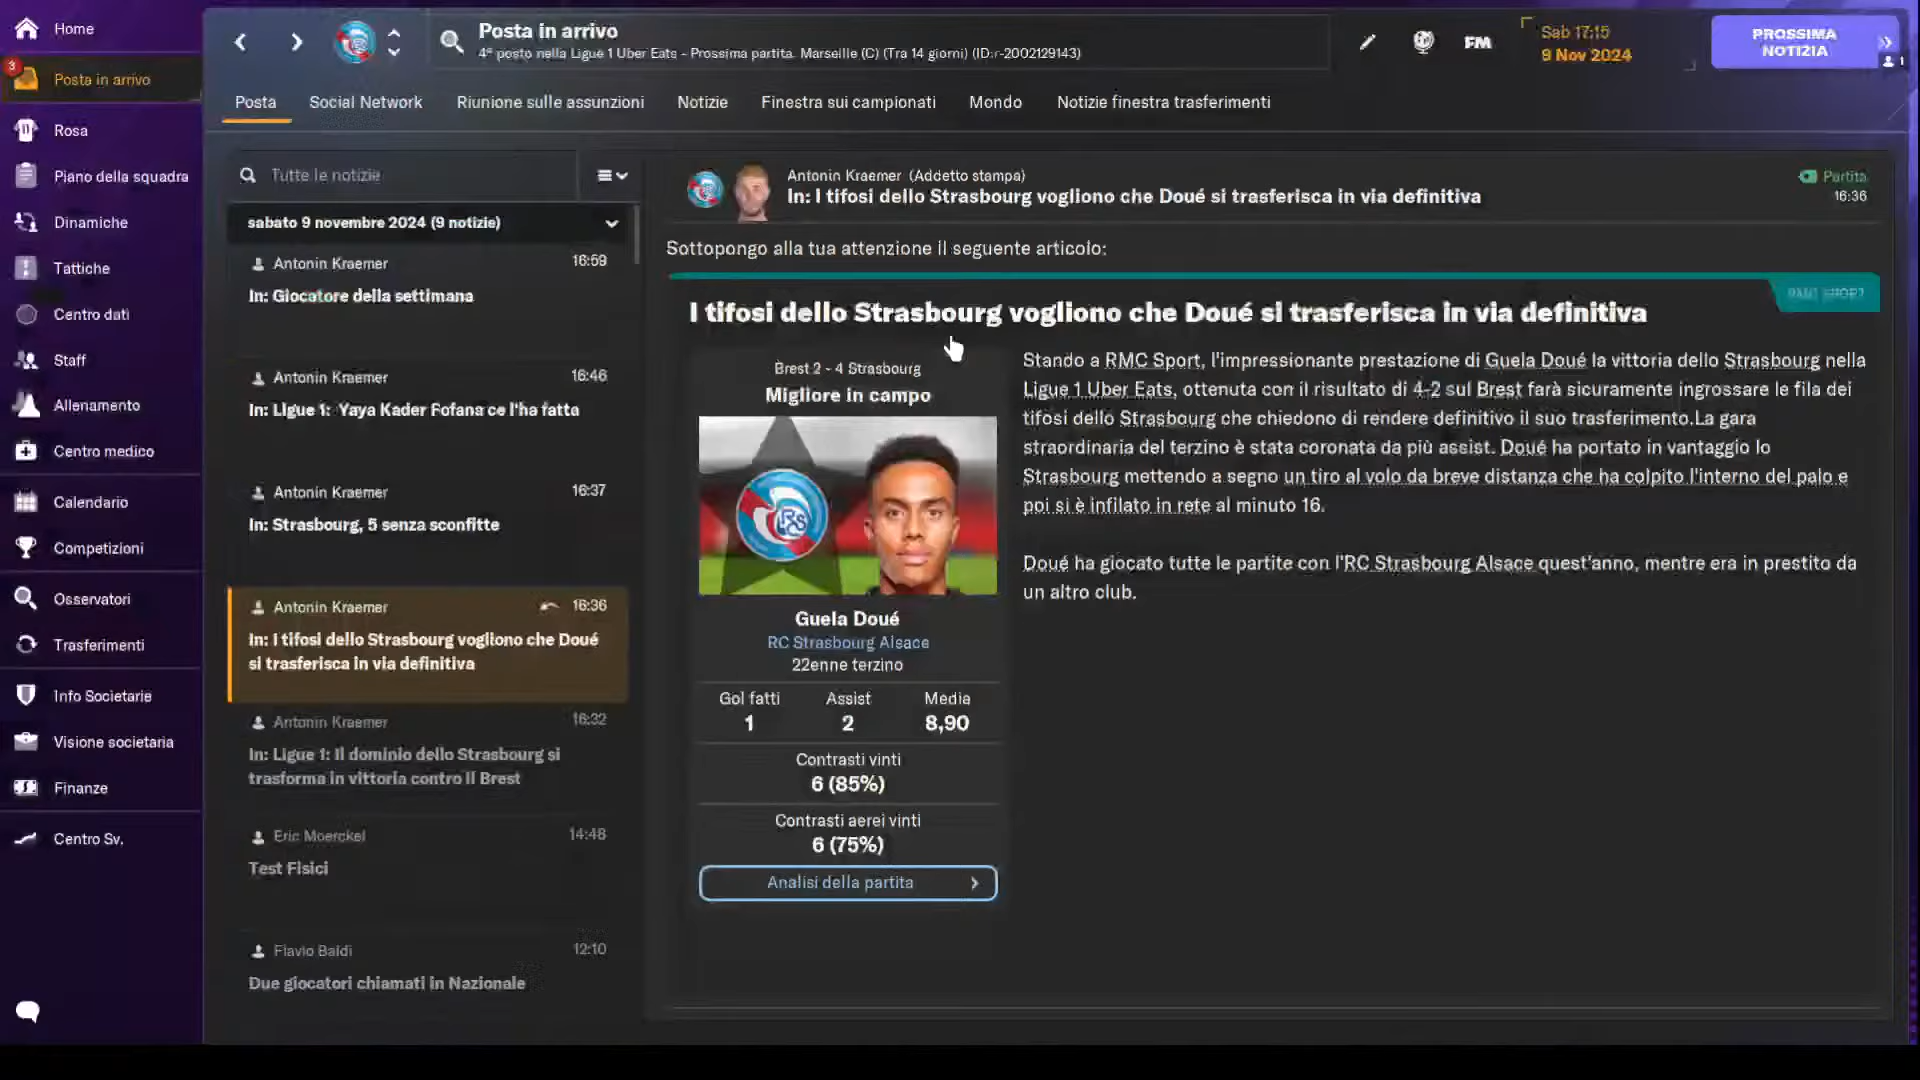 Home
3
Posta in arrivo
Rosa
Piano della squadra
Dinamiche
Tattiche
Centro dati
Staff
Allenamento
Centro medico
Calendario
Competizioni
Osservatori
Trasferimenti
Info Societarie
Visione societaria
Finanze
Centro Sv.
Posta in arrivo
4° posto nella Ligue 1 Uber Eats - Prossima partita. Marseille (C) (Tra 14 giorni) (ID:r-2002129143)
FM
Sab 17:15
9 Nov 2024
PROSSIMA
NOTIZIA
1
Posta
Social Network
Riunione sulle assunzioni
Notizie
Finestra sui campionati
Mondo
Notizie finestra trasferimenti
Tutte le notizie
sabato 9 novembre 2024 (9 notizie)
Antonin Kraemer 16:59
In: Giocatore della settimana
Antonin Kraemer 16:46
In: Ligue 1: Yaya Kader Fofana ce l'ha fatta
Antonin Kraemer 16:37
In: Strasbourg, 5 senza sconfitte
Antonin Kraemer 16:36
In: I tifosi dello Strasbourg vogliono che Doué
si trasferisca in via definitiva
Antonin Kraemer 16:32
In: Ligue 1: Il dominio dello Strasbourg si
trasforma in vittoria contro il Brest
Eric Moerckel 14:48
Test Fisici
Flavio Baldi 12:10
Due giocatori chiamati in Nazionale
Antonin Kraemer (Addetto stampa)
In: I tifosi dello Strasbourg vogliono che Doué si trasferisca in via definitiva
Partita
16:36
Sottopongo alla tua attenzione il seguente articolo:
I tifosi dello Strasbourg vogliono che Doué si trasferisca in via definitiva
Brest 2 - 4 Strasbourg
Migliore in campo
Guela Doué
RC Strasbourg Alsace
22enne terzino
Gol fatti Assist Media
1 2 8,90
Contrasti vinti
6 (85%)
Contrasti aerei vinti
6 (75%)
Analisi della partita
Stando a RMC Sport, l'impressionante prestazione di Guela Doué la vittoria dello Strasbourg nella
Ligue 1 Uber Eats, ottenuta con il risultato di 4-2 sul Brest farà sicuramente ingrossare le fila dei
tifosi dello Strasbourg che chiedono di rendere definitivo il suo trasferimento.La gara
straordinaria del terzino è stata coronata da più assist. Doué ha portato in vantaggio lo
Strasbourg mettendo a segno un tiro al volo da breve distanza che ha colpito l'interno del palo e
poi si è infilato in rete al minuto 16.
Doué ha giocato tutte le partite con l'RC Strasbourg Alsace quest'anno, mentre era in prestito da
un altro club.